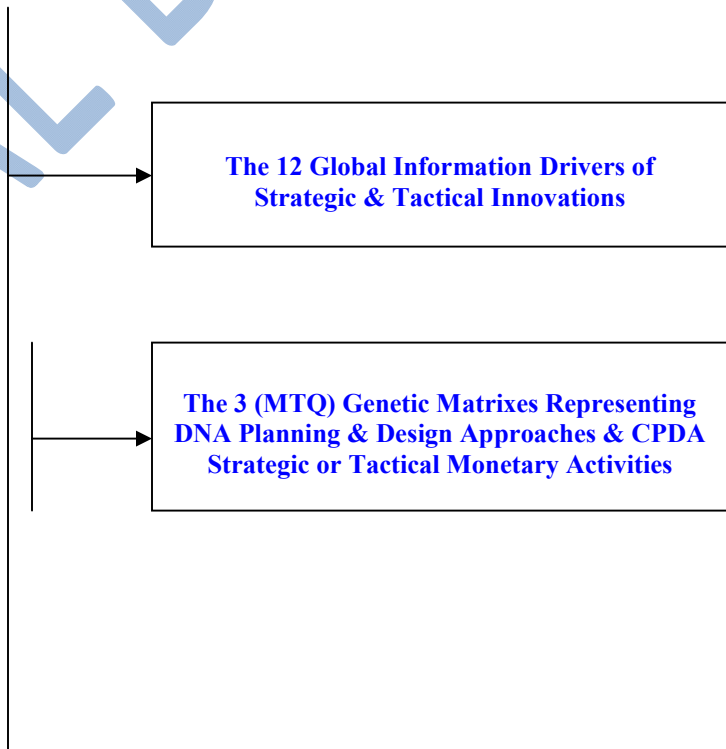 The 12 Global Information Drivers of
Strategic & Tactical Innovations
The 3 (MTQ) Genetic Matrixes Representing
DNA Planning & Design Approaches & CPDA
Strategic or Tactical Monetary Activities